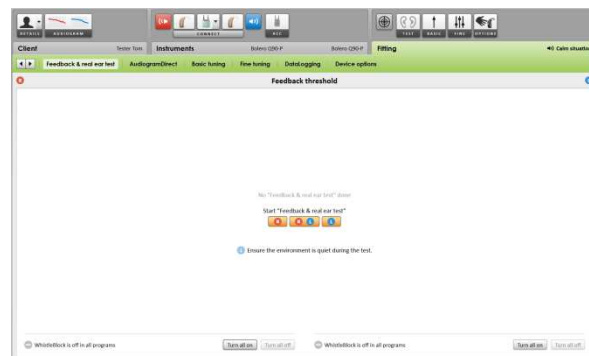 DETAILS AUDIOGRAM CONNECT ACC TEST BASIC FINE OPTIONS
Client Tester Tom Instruments Bolero Q90-P Bolero Q90-P Fitting Calm situation
Feedback & real ear test AudiogramDirect Basic tuning Fine tuning DataLogging Device options
Feedback threshold
No "Feedback & real ear test" done
Start "Feedback & real ear test"
R R L L
Ensure the environment is quiet during the test.
WhistleBlock is off in all programs Turn all on Turn all off WhistleBlock is off in all programs Turn all on Turn all off